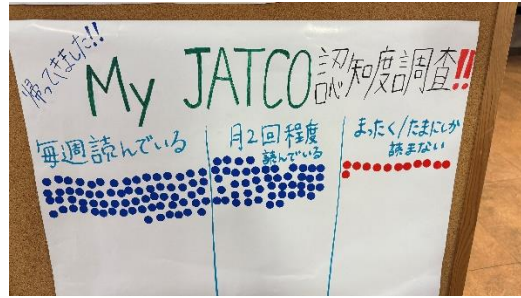 帰ってきました!!
My JATCO認知度調査!!
毎週読んでいる
月2回程度
読んでいる
まったく/たまにしか
読まない